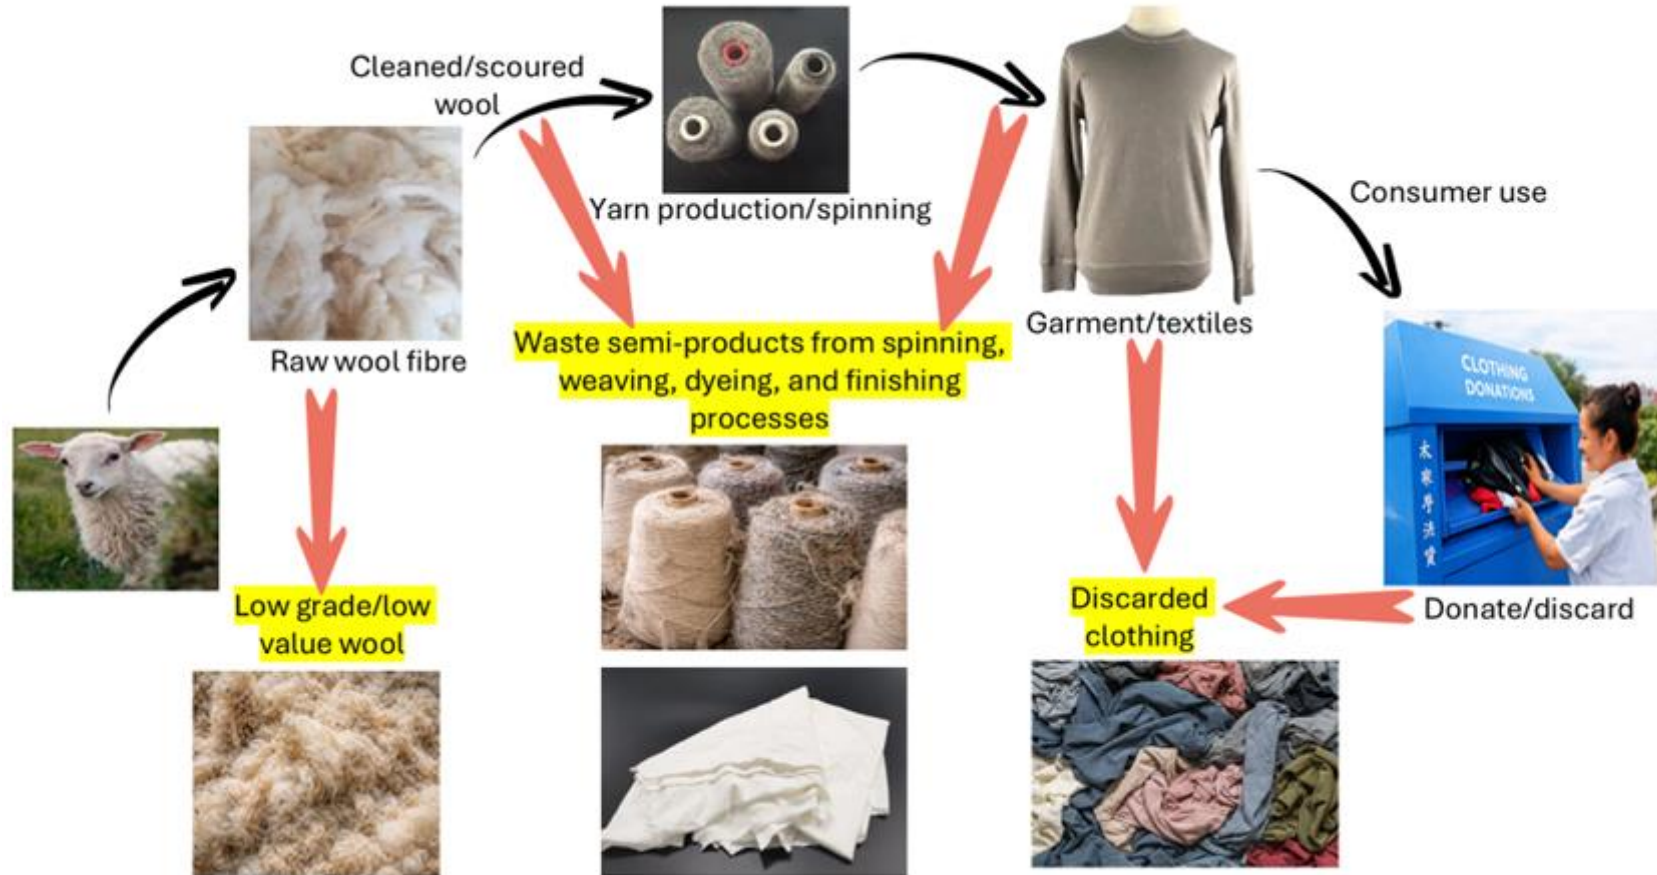 Cleaned/scoured
wool
Yarn production/spinning
Consumer use
Raw wool fibre
Waste semi-products from spinning,
weaving, dyeing, and finishing
processes
Garment/textiles
CLOTHING
DONATIONS
Low grade/low
value wool
Discarded
clothing
Donate/discard